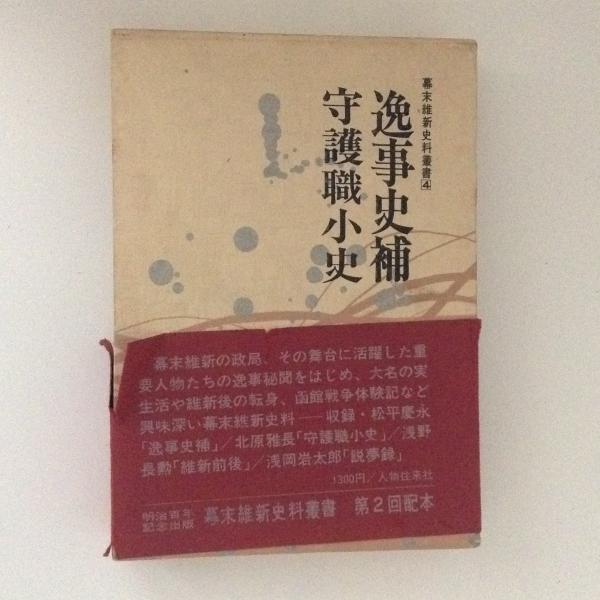 幕末維新史料叢書4
逸事史補
守護職小史
幕末維新の政局、その舞台に活躍した重
要人物たちの逸事秘聞をはじめ、大名の実
生活や維新後の転身、函館戦争体験記など
興味深い幕末維新史料――収録・松平慶永
「逸事史補」/北原雅長「守護職小史」/浅野
長勲「維新前後」/浅岡岩太郎「説夢録」
1300円/人物往来社
明治百年
記念出版
幕末維新史料叢書 第2回配本